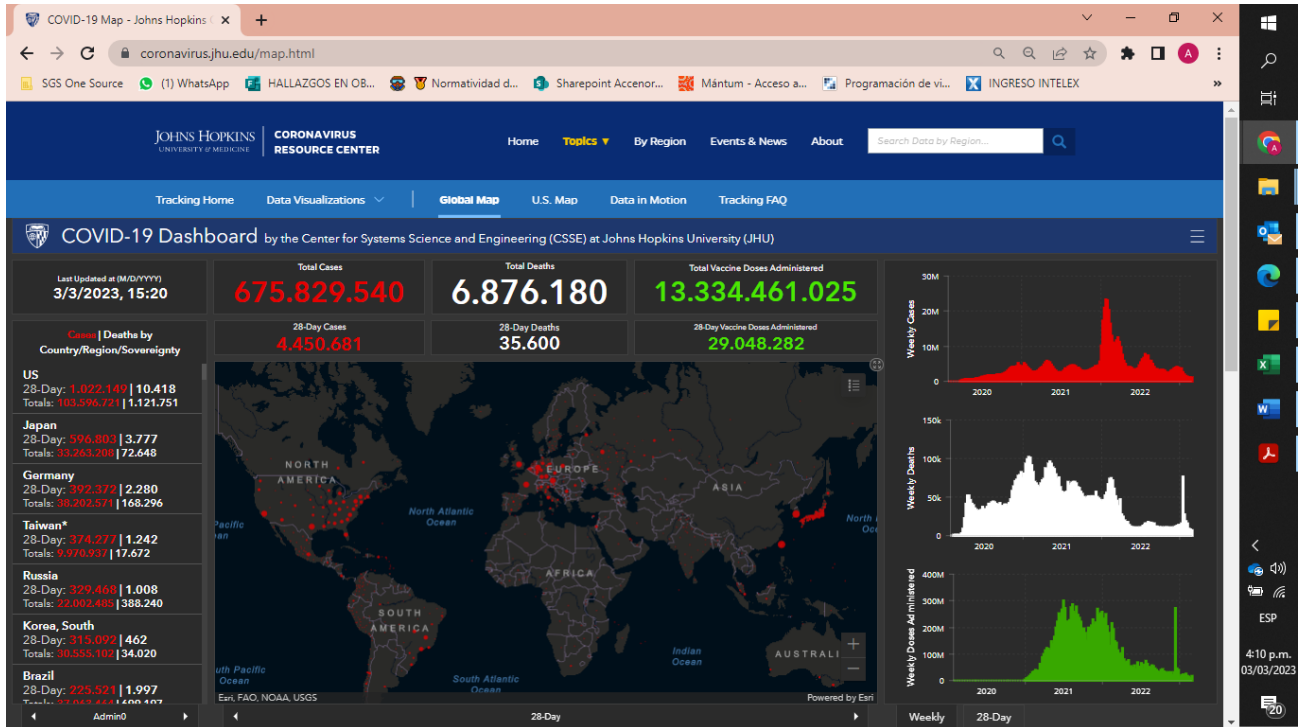 COVID-19 Map - Johns Hopkins
coronavirus.jhu.edu/map.html
A
SGS One Source
(1) WhatsApp
HALLAZGOS EN OB...
Normatividad d...
Sharepoint Accenor...
Mántum - Acceso a...
Programación de vi...
INGRESO INTELEX
JOHNS HOPKINS
UNIVERSITY & MEDICINE
CORONAVIRUS
RESOURCE CENTER
Home
Topics
By Region
Events & News
About
Search Data by Region...
Tracking Home
Data Visualizations
Global Map
U.S. Map
Data in Motion
Tracking FAQ
COVID-19 Dashboard by the Center for Systems Science and Engineering (CSSE) at Johns Hopkins University (JHU)
Last Updated at (M/D/YYYY)
3/3/2023, 15:20
Total Cases
675.829.540
Total Deaths
6.876.180
Total Vaccine Doses Administered
13.334.461.025
28-Day Cases
4.450.681
28-Day Deaths
35.600
28-Day Vaccine Doses Administered
29.048.282
Cases | Deaths by
Country/Region/Sovereignty
US
28-Day: 1.022.149 | 10.418
Totals: 103.596.721 | 1.121.751
Japan
28-Day: 596.803 | 3.777
Totals: 33.263.208 | 72.648
Germany
28-Day: 392.372 | 2.280
Totals: 38.202.571 | 168.296
Taiwan*
28-Day: 374.277 | 1.242
Totals: 9.970.937 | 17.672
Russia
28-Day: 329.468 | 1.008
Totals: 22.002.485 | 388.240
Korea, South
28-Day: 315.092 | 462
Totals: 30.555.102 | 34.020
Brazil
28-Day: 225.521 | 1.997
Admin0
NORTH
AMERICA
EUROPE
ASIA
North Atlantic
Ocean
Pacific
North
AFRICA
SOUTH
AMERICA
Indian
Ocean
AUSTRALI
South Atlantic
Ocean
uth Pacific
Ocean
Esri, FAO, NOAA, USGS
Powered by Esri
28-Day
Weekly Cases
30M
20M
10M
0
2020
2021
2022
Weekly Deaths
150k
100k
50k
0
2020
2021
2022
Weekly Doses Administered
400M
300M
200M
100M
0
2020
2021
2022
Weekly
28-Day
ESP
4:10 p.m.
03/03/2023
20